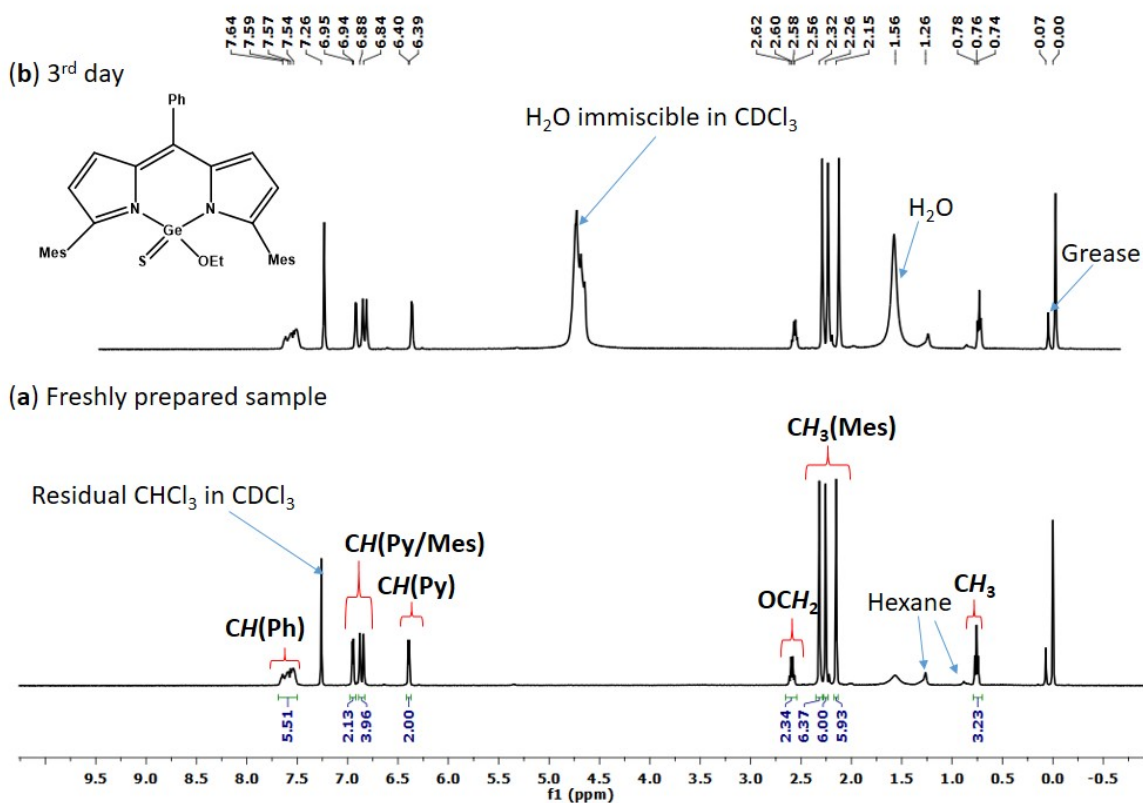 7.64 7.59 7.57 7.54 7.26 6.95 6.94 6.88 6.84 6.40 6.39 2.62 2.60 2.58 2.56 2.32 2.26 2.15 1.56 1.26 0.78 0.76 0.74 0.07 0.00
(b) 3rd day
Ph
H₂O immiscible in CDCl₃
N
N
Ge
Mes
S
OEt
Mes
H₂O
Grease
(a) Freshly prepared sample
CH₃(Mes)
Residual CHCl₃ in CDCl₃
CH(Py/Mes)
CH(Py)
CH(Ph)
OCH₂
Hexane
CH₃
5.51 2.13 3.96 2.00 2.34 6.37 6.00 5.93 3.23
9.5 9.0 8.5 8.0 7.5 7.0 6.5 6.0 5.5 5.0 4.5 4.0 3.5 3.0 2.5 2.0 1.5 1.0 0.5 0.0 -0.5
f1 (ppm)